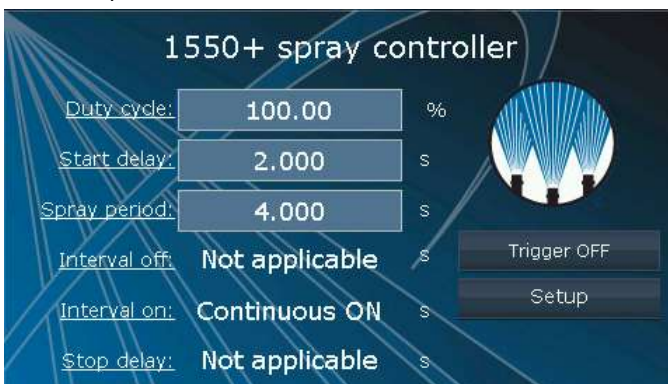 1550+ spray controller
Duty cycle: 100.00 %
Start delay: 2.000 s
Spray period: 4.000 s
Interval off: Not applicable s
Trigger OFF
Interval on: Continuous ON s
Setup
Stop delay: Not applicable s